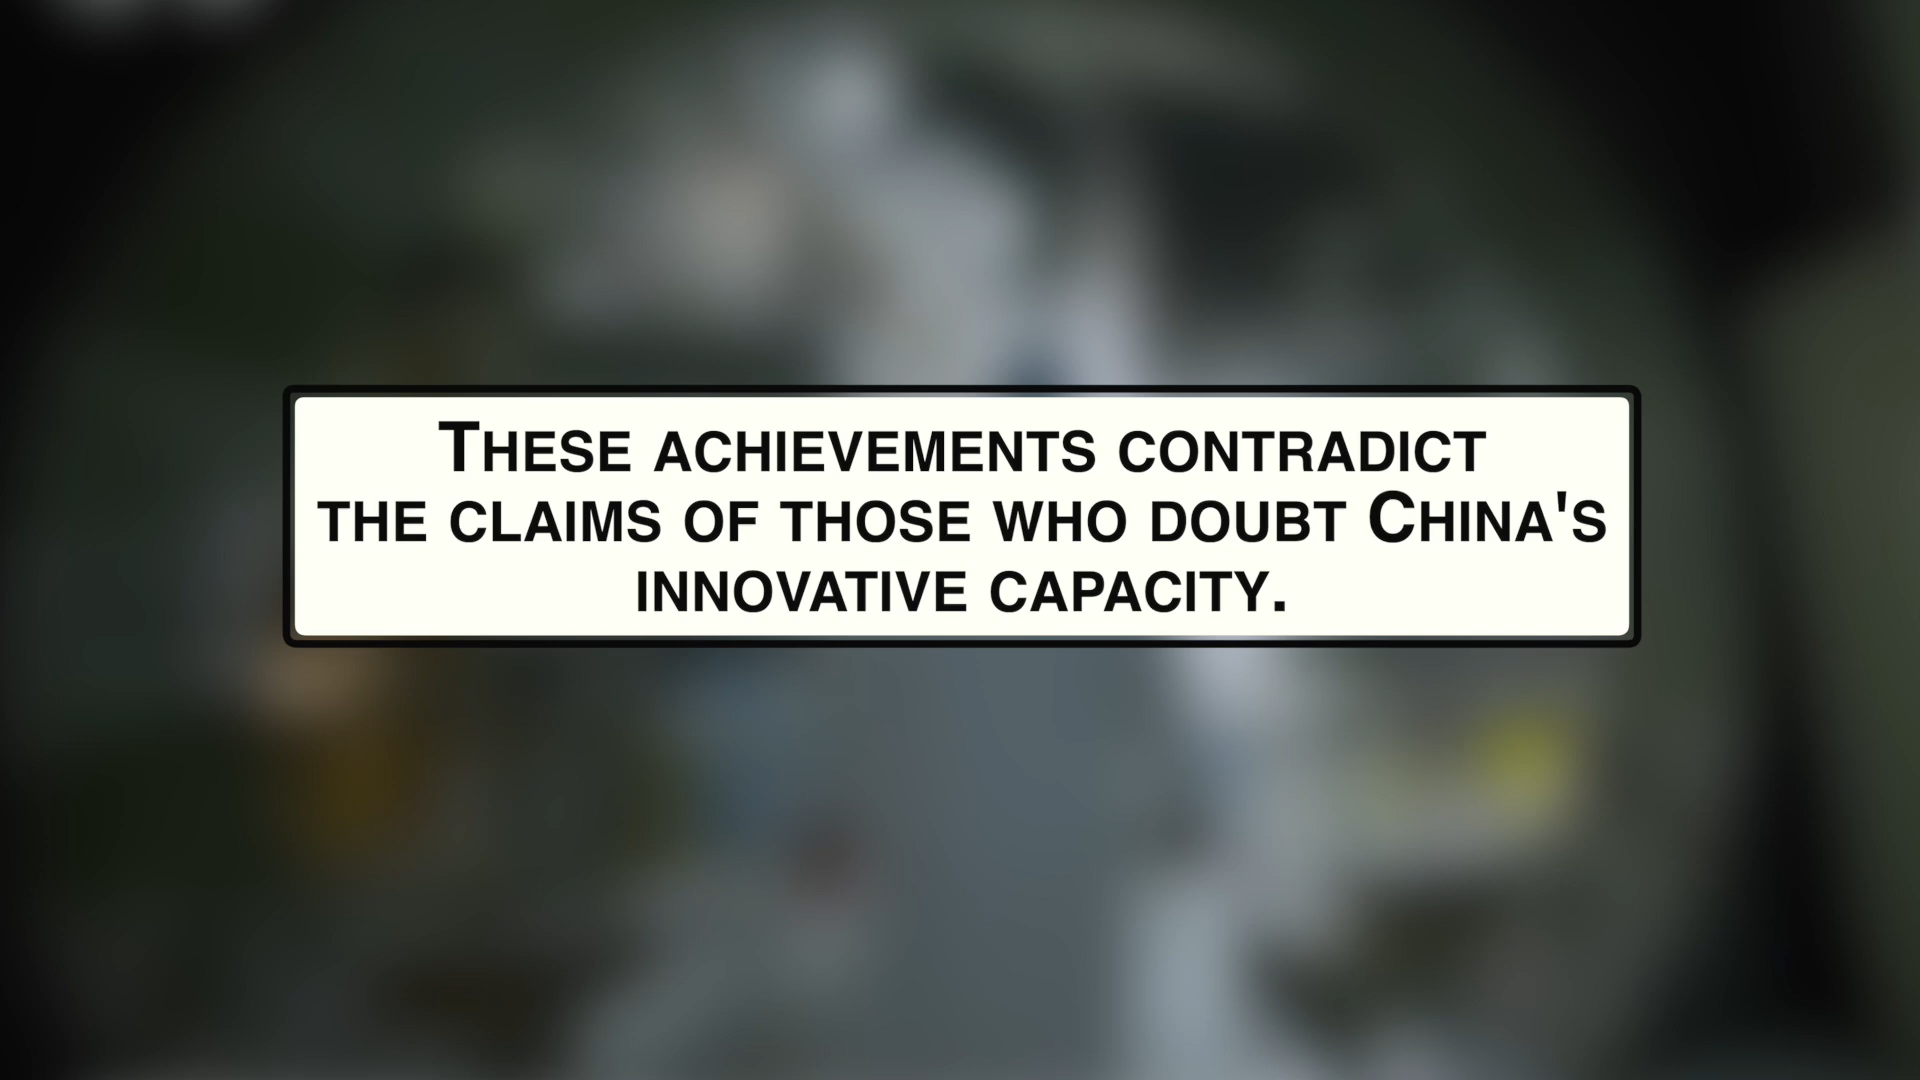 These achievements contradict
the claims of those who doubt China's
innovative capacity.